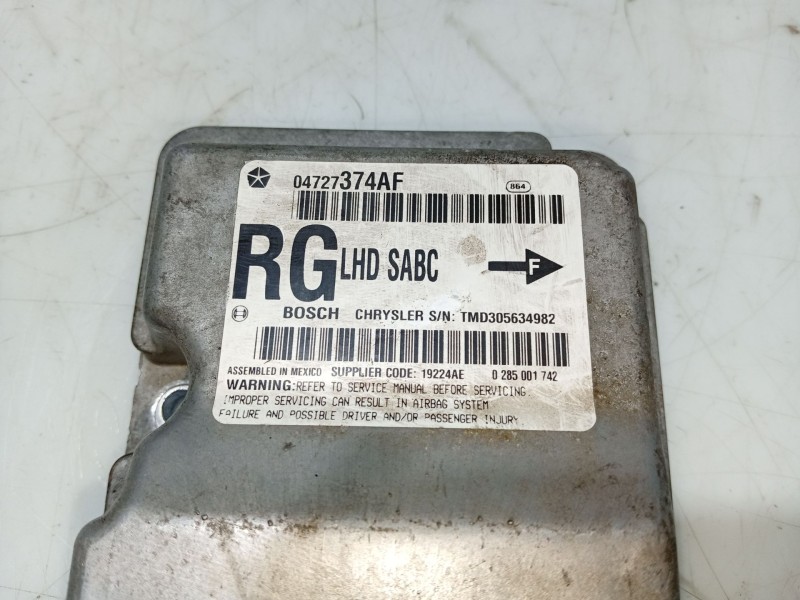 04727374AF 864
RG LHD SABC F
BOSCH CHRYSLER S/N: TMD305634982
ASSEMBLED IN MEXICO SUPPLIER CODE: 19224AE 0 285 001 742
WARNING:REFER TO SERVICE MANUAL BEFORE SERVICING.
IMPROPER SERVICING CAN RESULT IN AIRBAG SYSTEM
FAILURE AND POSSIBLE DRIVER AND/OR PASSENGER INJURY.